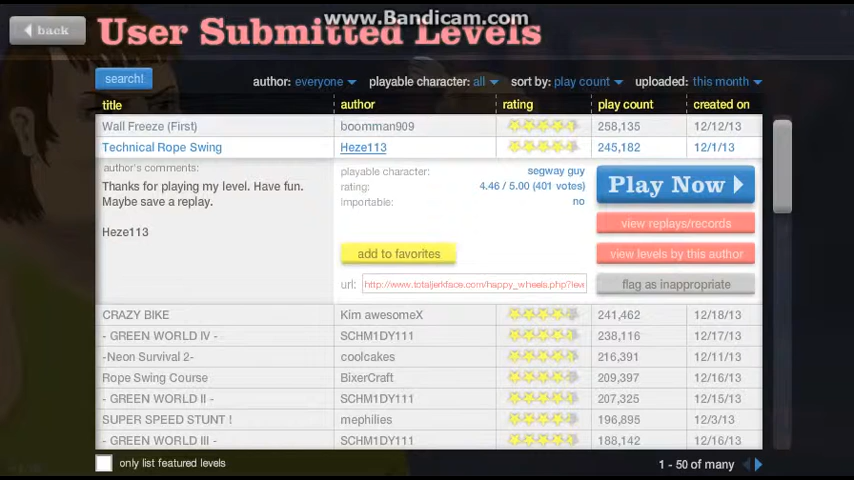 www.Bandicam.com
back
User Submitted Levels
search!
author: everyone playable character: all sort by: play count uploaded: this month
title author rating play count created on
Wall Freeze (First) boomman909 258,135 12/12/13
Technical Rope Swing Heze113 245,182 12/1/13
author's comments:
Thanks for playing my level. Have fun.
Maybe save a replay.
Heze113
playable character: segway guy
rating: 4.46 / 5.00 (401 votes)
importable: no
add to favorites
url: http://www.totaljerkface.com/happy_wheels.php?lev
Play Now
view replays/records
view levels by this author
flag as inappropriate
CRAZY BIKE Kim awesomeX 241,462 12/18/13
- GREEN WORLD IV - SCHM1DY111 238,116 12/17/13
-Neon Survival 2- coolcakes 216,391 12/11/13
Rope Swing Course BixerCraft 209,397 12/16/13
- GREEN WORLD II - SCHM1DY111 207,325 12/15/13
SUPER SPEED STUNT ! mephilies 196,895 12/3/13
- GREEN WORLD III - SCHM1DY111 188,142 12/16/13
only list featured levels
1 - 50 of many